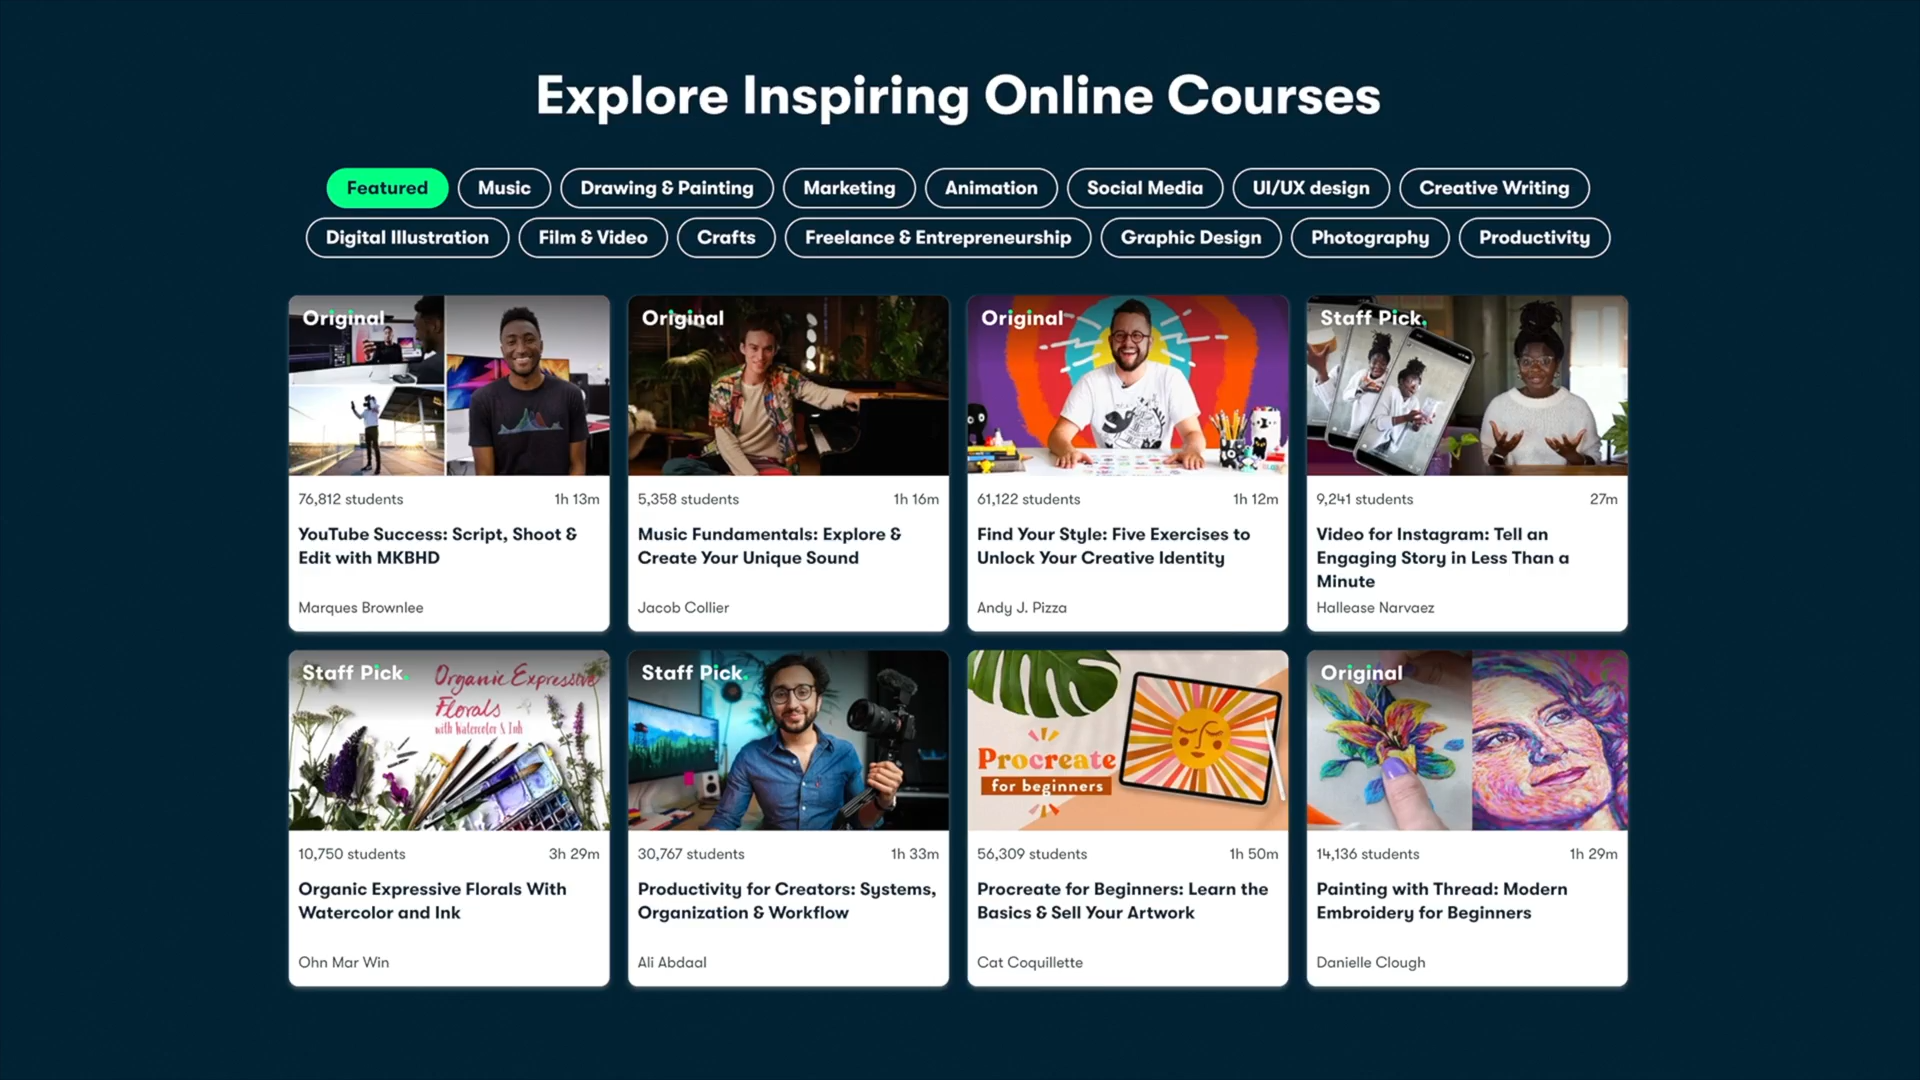 Explore Inspiring Online Courses
Featured
Music
Drawing & Painting
Marketing
Animation
Social Media
UI/UX design
Creative Writing
Digital Illustration
Film & Video
Crafts
Freelance & Entrepreneurship
Graphic Design
Photography
Productivity
Original
76,812 students
1h 13m
YouTube Success: Script, Shoot &
Edit with MKBHD
Marques Brownlee
Original
5,358 students
1h 16m
Music Fundamentals: Explore &
Create Your Unique Sound
Jacob Collier
Original
61,122 students
1h 12m
Find Your Style: Five Exercises to
Unlock Your Creative Identity
Andy J. Pizza
Staff Pick.
9,241 students
27m
Video for Instagram: Tell an
Engaging Story in Less Than a
Minute
Hallease Narvaez
Staff Pick.
Organic Expressive
Florals
with Watercolor & Ink
10,750 students
3h 29m
Organic Expressive Florals With
Watercolor and Ink
Ohn Mar Win
Staff Pick.
30,767 students
1h 33m
Productivity for Creators: Systems,
Organization & Workflow
Ali Abdaal
Procreate
for beginners
56,309 students
1h 50m
Procreate for Beginners: Learn the
Basics & Sell Your Artwork
Cat Coquillette
Original
14,136 students
1h 29m
Painting with Thread: Modern
Embroidery for Beginners
Danielle Clough